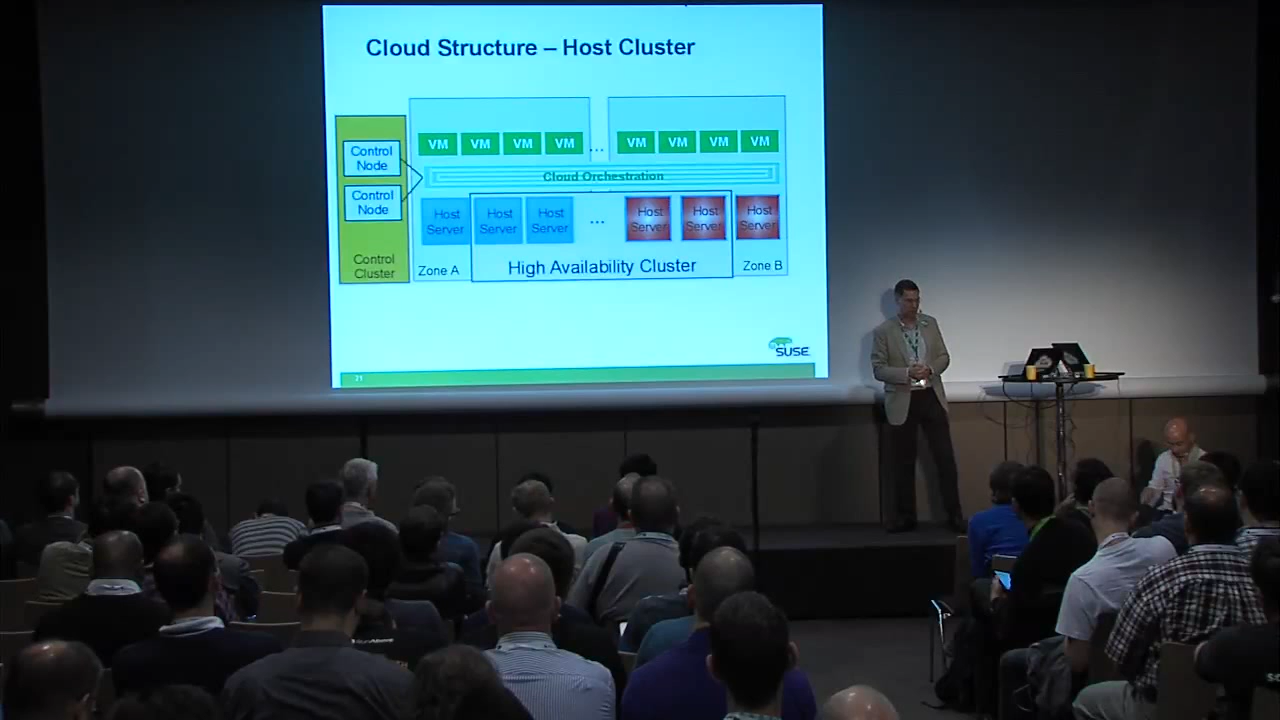 Cloud Structure – Host Cluster
VM VM VM VM ... VM VM VM VM
Control
Node
Control
Node
Cloud Orchestration
Host
Server
Host
Server
Host
Server
...
Host
Server
Host
Server
Host
Server
Control
Cluster
Zone A
High Availability Cluster
Zone B
SUSE
21